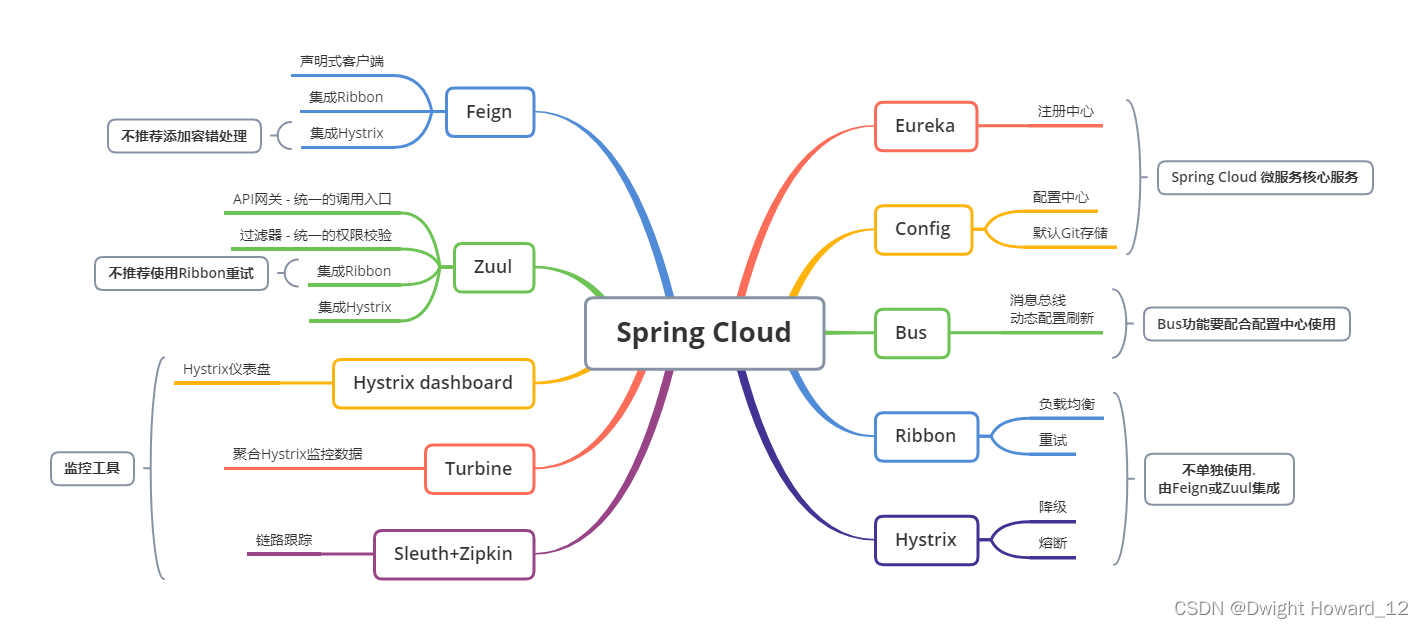 Spring Cloud
Feign
声明式客户端
集成Ribbon
集成Hystrix
不推荐添加容错处理
Zuul
API网关 - 统一的调用入口
过滤器 - 统一的权限校验
集成Ribbon
不推荐使用Ribbon重试
集成Hystrix
Hystrix dashboard
Hystrix仪表盘
Turbine
聚合Hystrix监控数据
Sleuth+Zipkin
链路跟踪
监控工具
Eureka
注册中心
Config
配置中心
默认Git存储
Spring Cloud 微服务核心服务
Bus
消息总线
动态配置刷新
Bus功能要配合配置中心使用
Ribbon
负载均衡
重试
Hystrix
降级
熔断
不单独使用.
由Feign或Zuul集成
CSDN @Dwight Howard_12